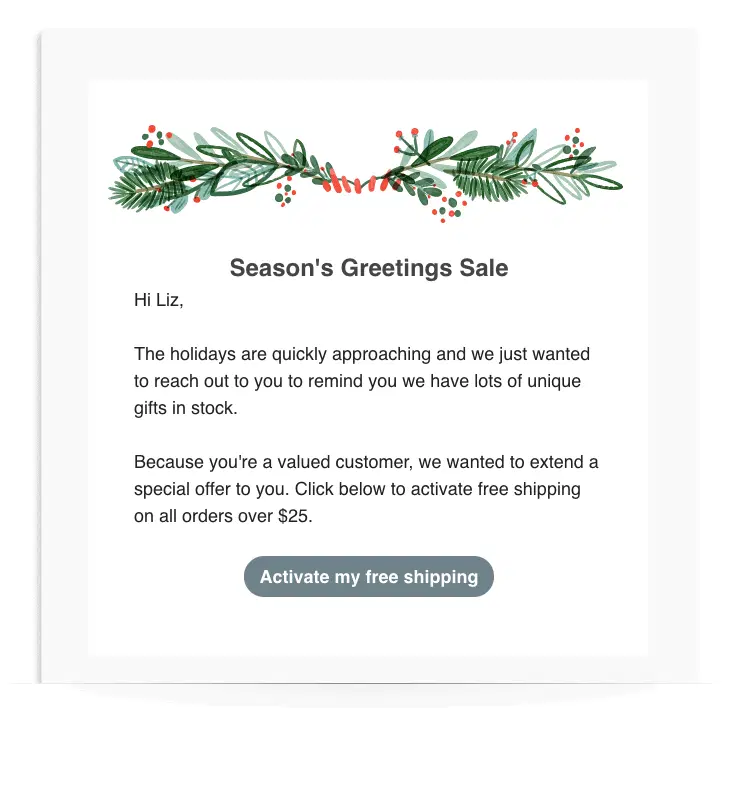 Season's Greetings Sale
Hi Liz,
The holidays are quickly approaching and we just wanted
to reach out to you to remind you we have lots of unique
gifts in stock.
Because you're a valued customer, we wanted to extend a
special offer to you. Click below to activate free shipping
on all orders over $25.
Activate my free shipping